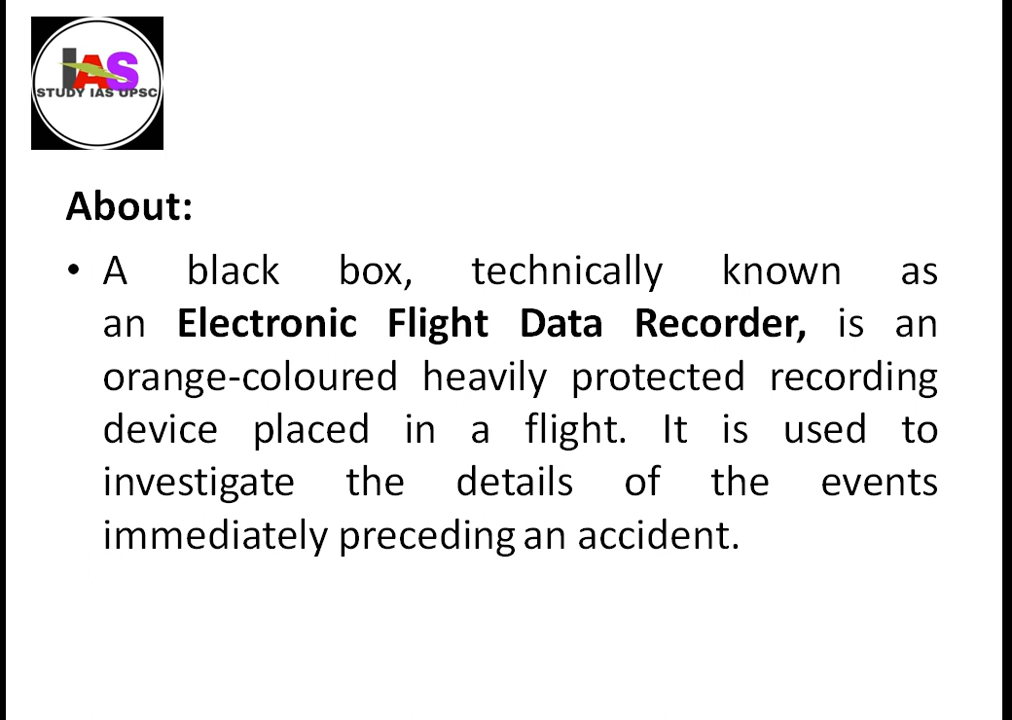 IAS
STUDY IAS UPSC
About:
• A black box, technically known as
an Electronic Flight Data Recorder, is an
orange-coloured heavily protected recording
device placed in a flight. It is used to
investigate the details of the events
immediately preceding an accident.